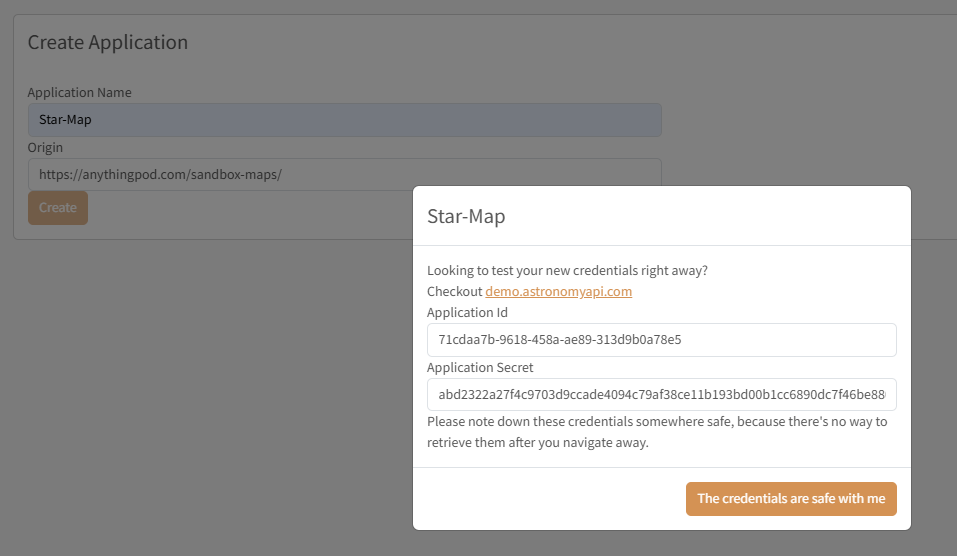 Create Application
Application Name
Star-Map
Origin
https://anythingpod.com/sandbox-maps/
Create
Star-Map
Looking to test your new credentials right away?
Checkout demo.astronomyapi.com
Application Id
71cdaa7b-9618-458a-ae89-313d9b0a78e5
Application Secret
abd2322a27f4c9703d9ccade4094c79af38ce11b193bd00b1cc6890dc7f46be88
Please note down these credentials somewhere safe, because there's no way to
retrieve them after you navigate away.
The credentials are safe with me